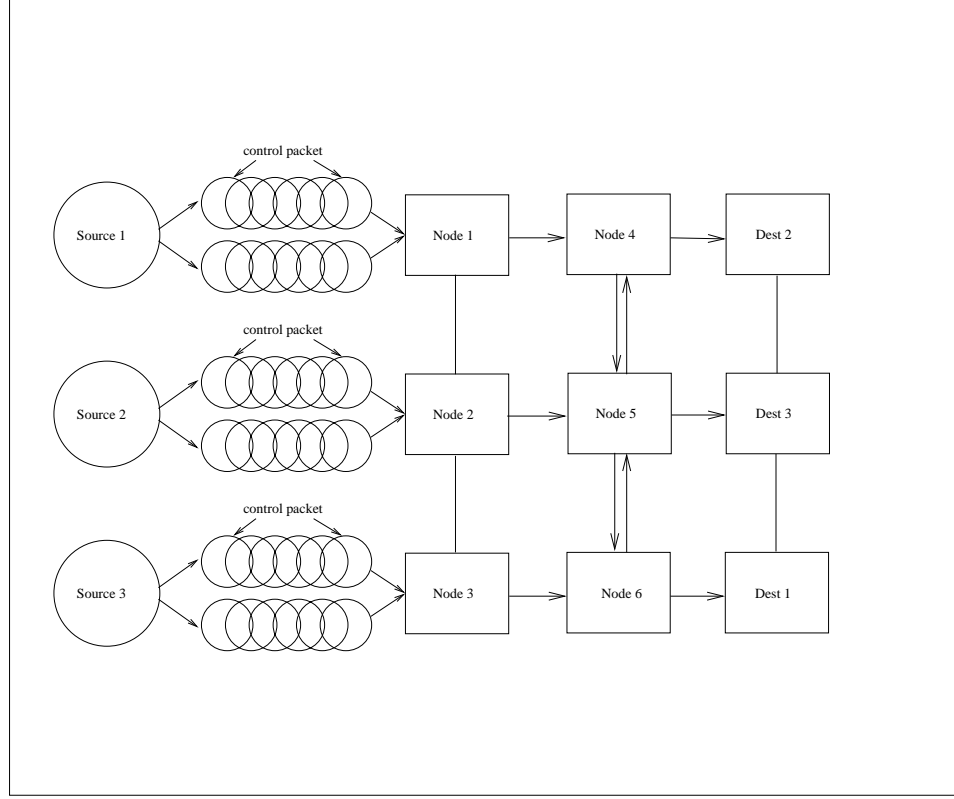 control packet
Source 1
Node 1
Node 4
Dest 2
control packet
Source 2
Node 2
Node 5
Dest 3
control packet
Source 3
Node 3
Node 6
Dest 1